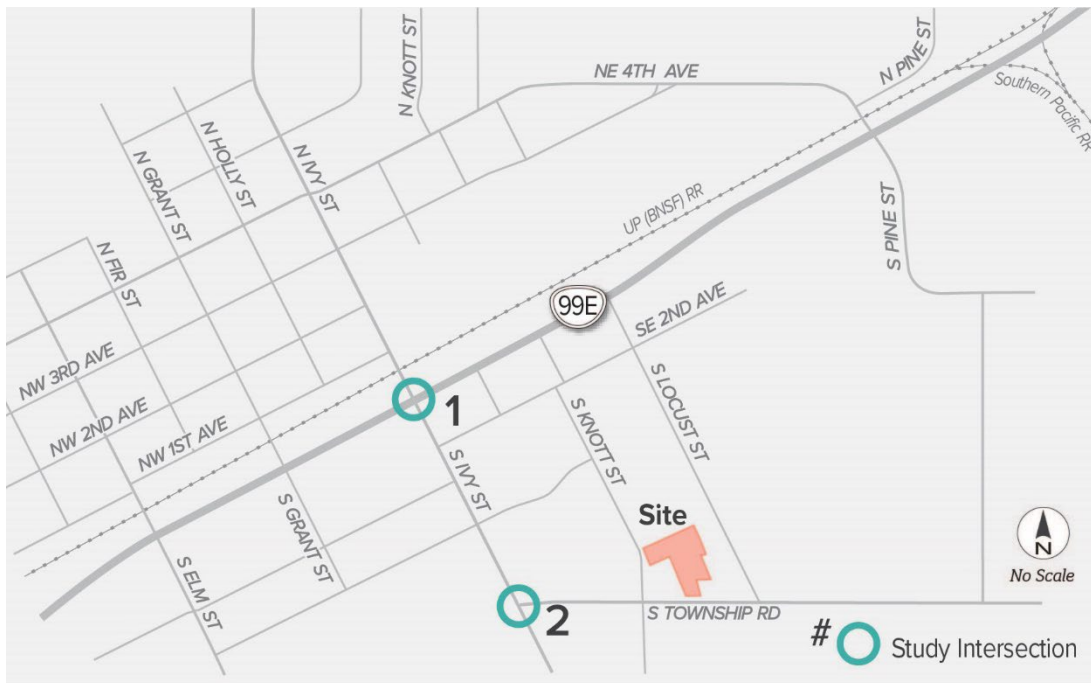 N KNOTT ST
NE 4TH AVE
N PINE ST
Southern Pacific RR
N GRANT ST
N HOLLY ST
N IVY ST
UP (BNSF) RR
S PINE ST
N FIR ST
99E
SE 2ND AVE
NW 3RD AVE
NW 2ND AVE
NW 1ST AVE
1
S IVY ST
S KNOTT ST
S LOCUST ST
S GRANT ST
Site
N
No Scale
S ELM ST
2
S TOWNSHIP RD
# Study Intersection